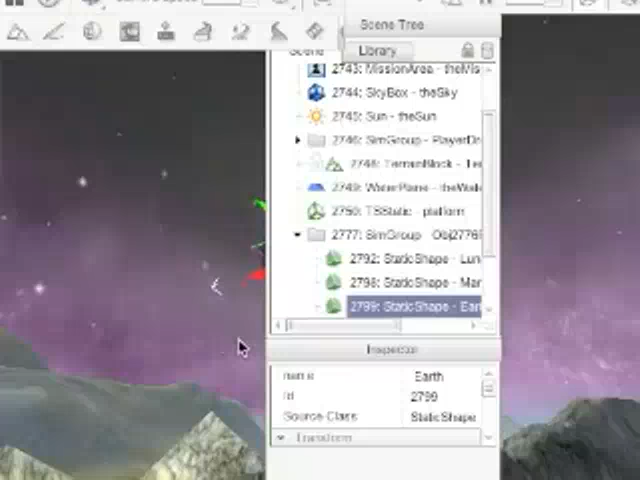 Scene Tree
Scene
Library
2743: MissionArea - theMis
2744: SkyBox - theSky
2745: Sun - theSun
2746: SimGroup - PlayerDr
2748: TerrainBlock - Ter
2749: WaterPlane - theWate
2750: TSStatic - platform
2777: SimGroup - Obj2776
2792: StaticShape - Lun
2798: StaticShape - Mar
2799: StaticShape - Ear
Inspector
name Earth
Id 2799
Source Class StaticShape
Transform